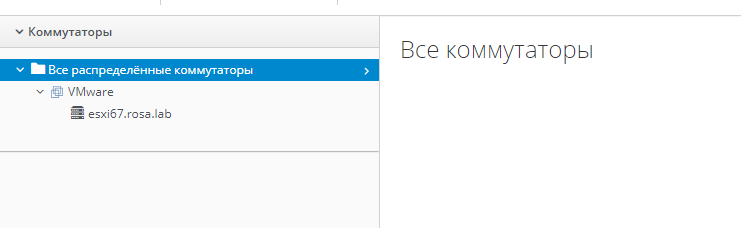 Коммутаторы
Все коммутаторы
Все распределённые коммутаторы
VMware
esxi67.rosa.lab